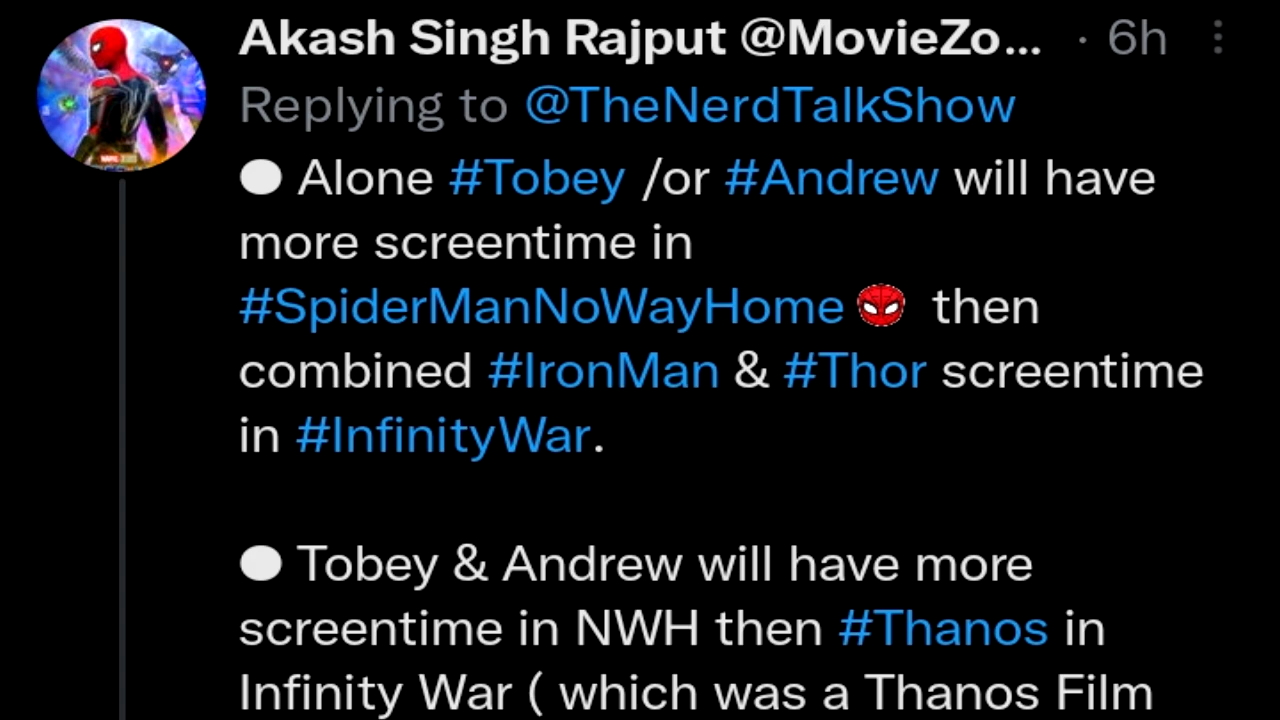 Akash Singh Rajput @MovieZo... · 6h
Replying to @TheNerdTalkShow
⚪ Alone #Tobey /or #Andrew will have
more screentime in
#SpiderManNoWayHome then
combined #IronMan & #Thor screentime
in #InfinityWar.
⚪ Tobey & Andrew will have more
screentime in NWH then #Thanos in
Infinity War ( which was a Thanos Film